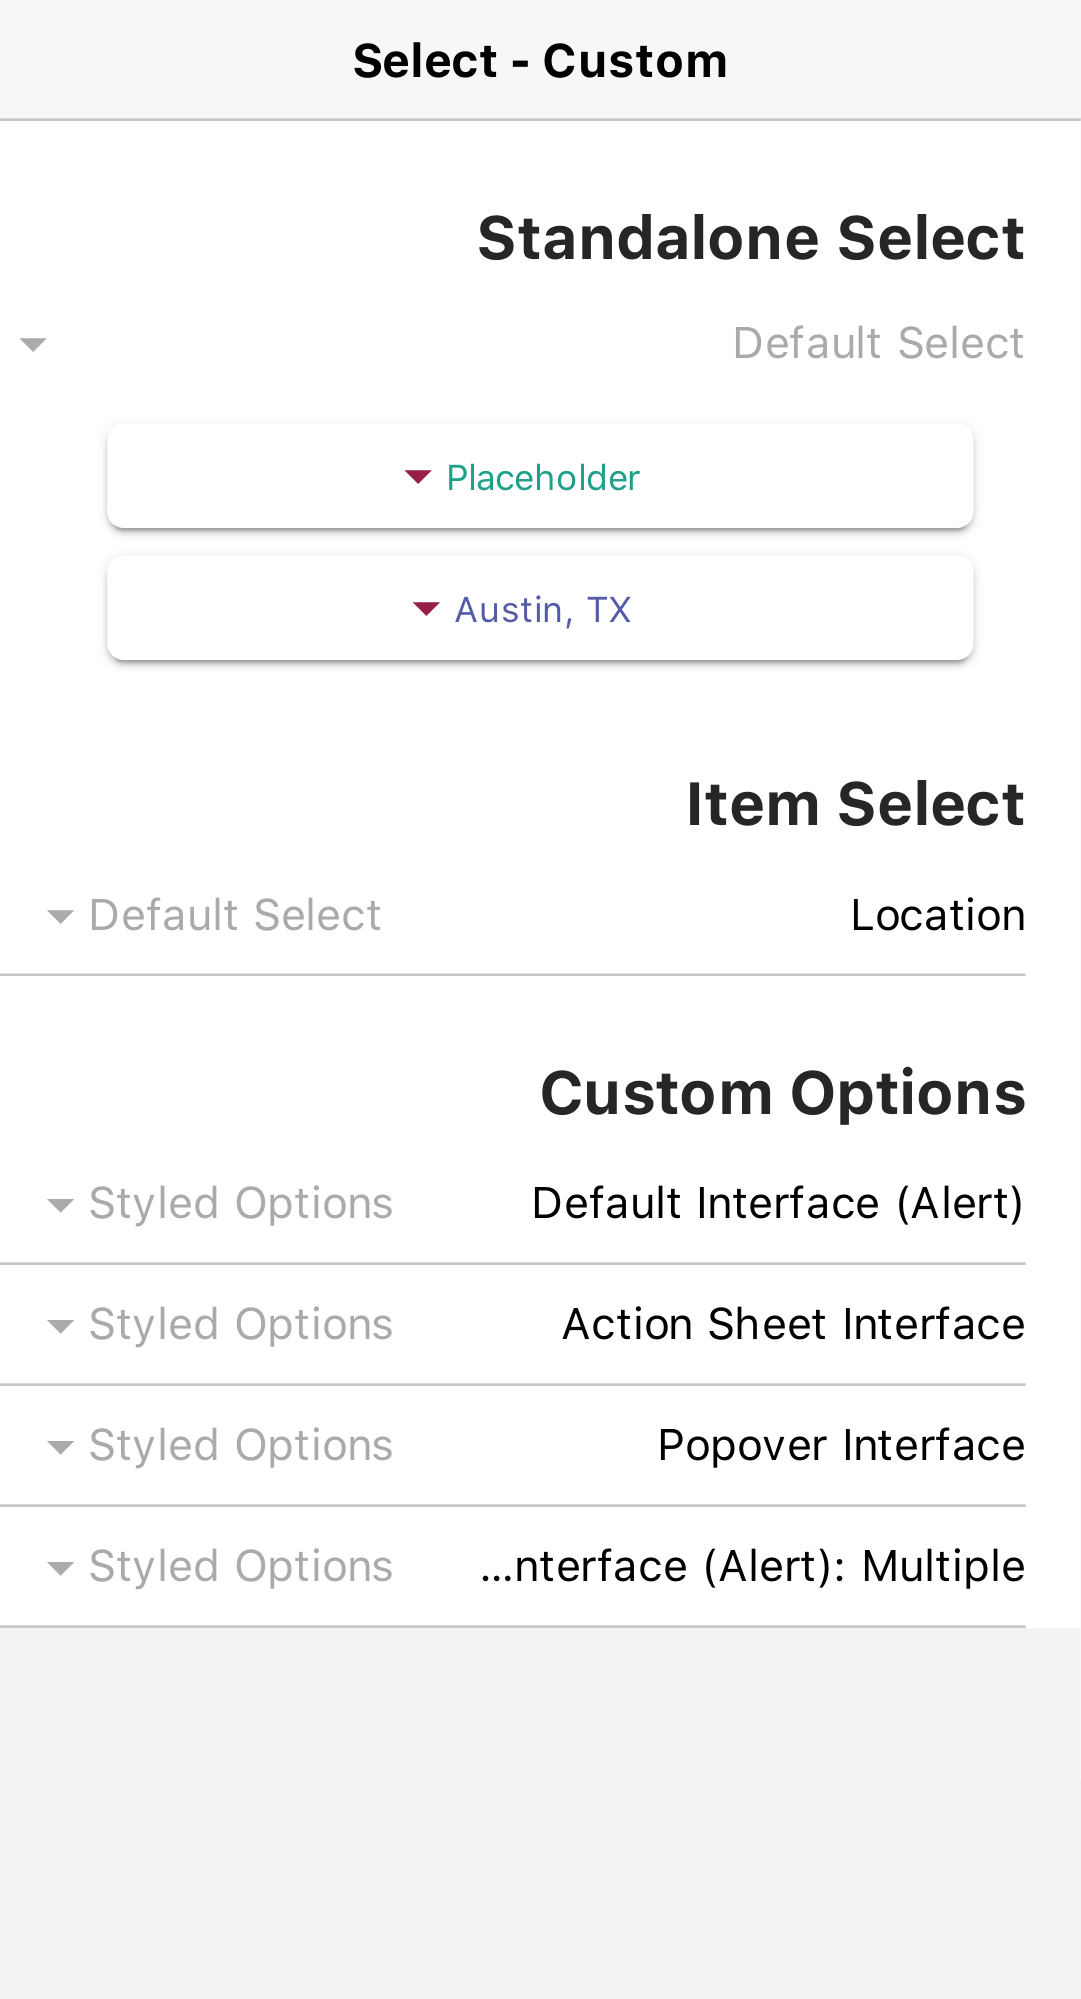 Select - Custom
Standalone Select
Default Select
Placeholder
Austin, TX
Item Select
Location
Default Select
Custom Options
Default Interface (Alert)
Styled Options
Action Sheet Interface
Styled Options
Popover Interface
Styled Options
...nterface (Alert): Multiple
Styled Options